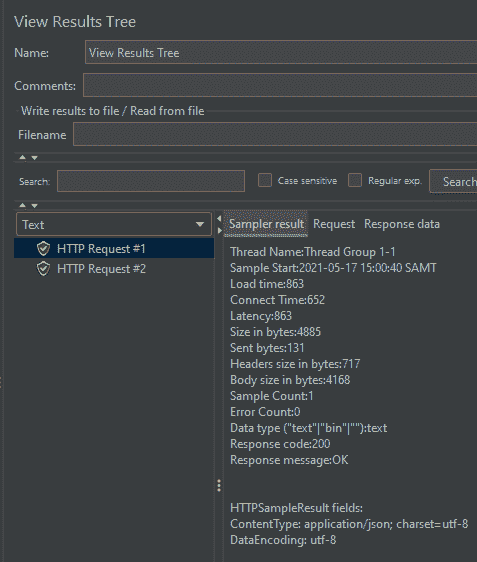 View Results Tree
Name: View Results Tree
Comments:
Write results to file / Read from file
Filename
Search: Case sensitive Regular exp. Search
Text Sampler result Request Response data
HTTP Request #1
HTTP Request #2
Thread Name:Thread Group 1-1
Sample Start:2021-05-17 15:00:40 SAMT
Load time:863
Connect Time:652
Latency:863
Size in bytes:4885
Sent bytes:131
Headers size in bytes:717
Body size in bytes:4168
Sample Count:1
Error Count:0
Data type ("text"|"bin"|""):text
Response code:200
Response message:OK
HTTPSampleResult fields:
ContentType: application/json; charset=utf-8
DataEncoding: utf-8